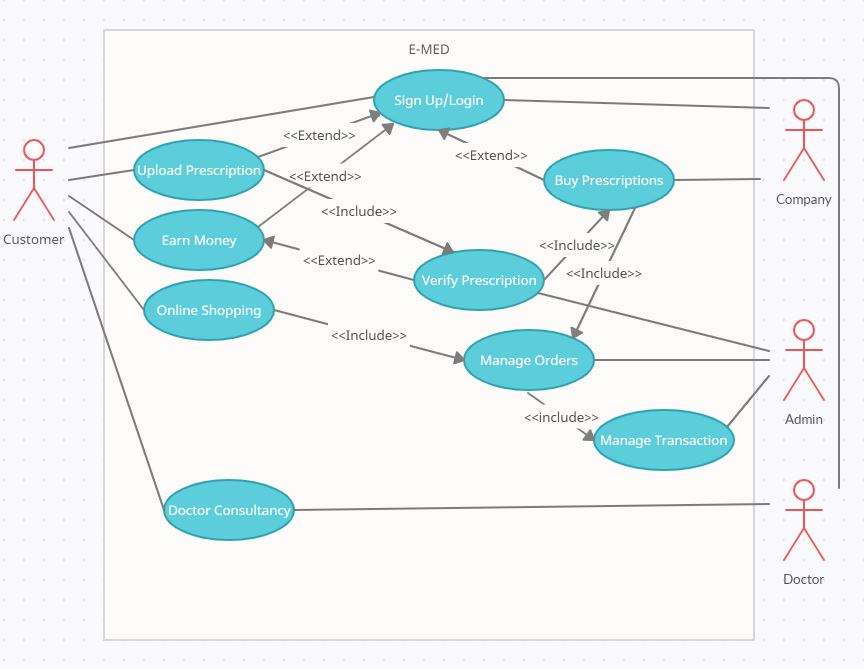 E-MED
Sign Up/Login
<<Extend>>
Upload Prescription
<<Extend>>
<<Extend>>
Buy Prescriptions
Company
<<Include>>
Customer
Earn Money
<<Extend>>
<<Include>>
<<Include>>
Verify Prescription
Online Shopping
<<Include>>
Manage Orders
Admin
<<include>>
Manage Transaction
Doctor Consultancy
Doctor